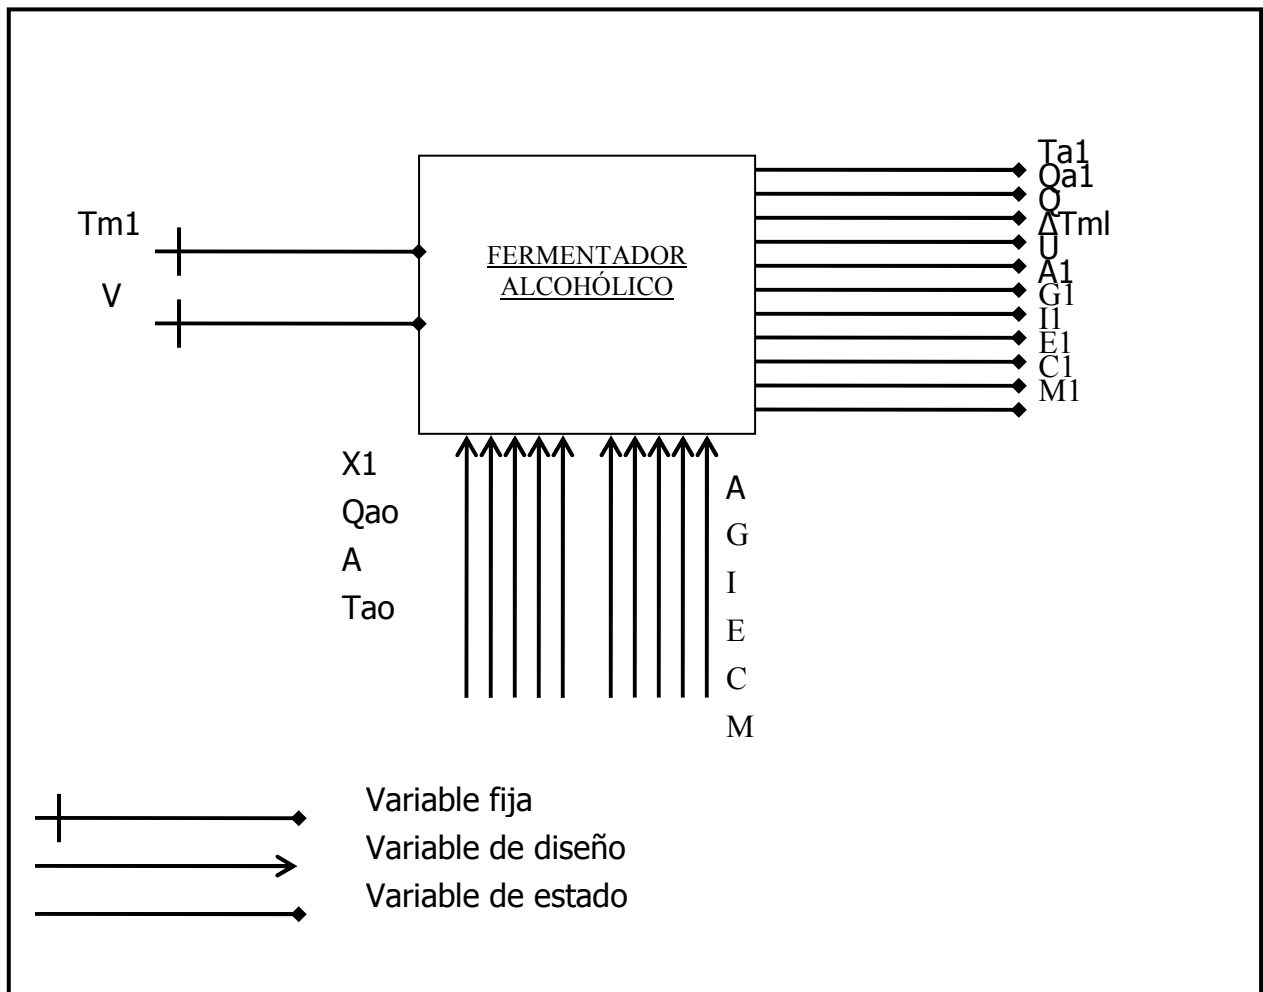 Tm1
V
FERMENTADOR
ALCOHÓLICO
Ta1
Qa1
Q
ΔTml
U
A1
G1
I1
E1
C1
M1
X1
Qao
A
Tao
A
G
I
E
C
M
Variable fija
Variable de diseño
Variable de estado